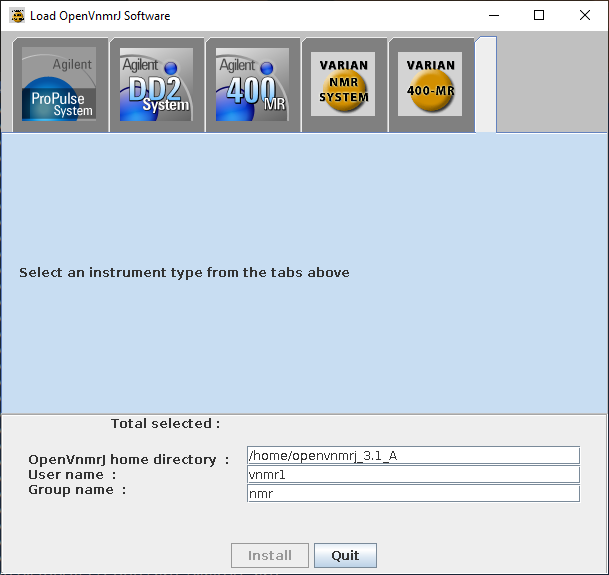 Load OpenVnmrJ Software
Agilent
ProPulse
System
Agilent
DD2
System
Agilent
400
MR
VARIAN
NMR
SYSTEM
VARIAN
400-MR
Select an instrument type from the tabs above
Total selected :
OpenVnmrJ home directory : /home/openvnmrj_3.1_A
User name : vnmr1
Group name : nmr
Install Quit